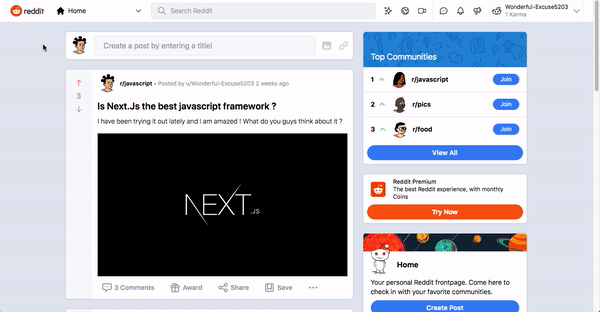 reddit Home Search Reddit Wonderful-Excuse5203
1 Karma
Create a post by entering a title!
r/javascript • Posted by u/Wonderful-Excuse5203 2 weeks ago
3
Is Next.Js the best javascript framework ?
I have been trying it out lately and I am amazed ! What do you guys think about it ?
NEXT.JS
3 Comments Award Share Save
Top Communities
1 r/javascript Join
2 r/pics Join
3 r/food Join
View All
Reddit Premium
The best Reddit experience, with monthly
Coins
Try Now
Home
Your personal Reddit frontpage. Come here to
check in with your favorite communities.
Create Post